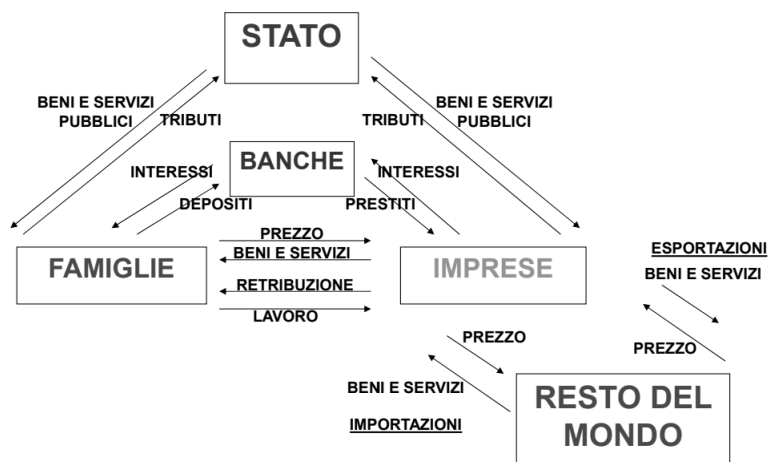 STATO
BENI E SERVIZI
PUBBLICI
TRIBUTI
TRIBUTI
BENI E SERVIZI
PUBBLICI
BANCHE
INTERESSI
INTERESSI
DEPOSITI
PRESTITI
FAMIGLIE
PREZZO
BENI E SERVIZI
RETRIBUZIONE
LAVORO
IMPRESE
ESPORTAZIONI
BENI E SERVIZI
PREZZO
PREZZO
BENI E SERVIZI
IMPORTAZIONI
RESTO DEL
MONDO